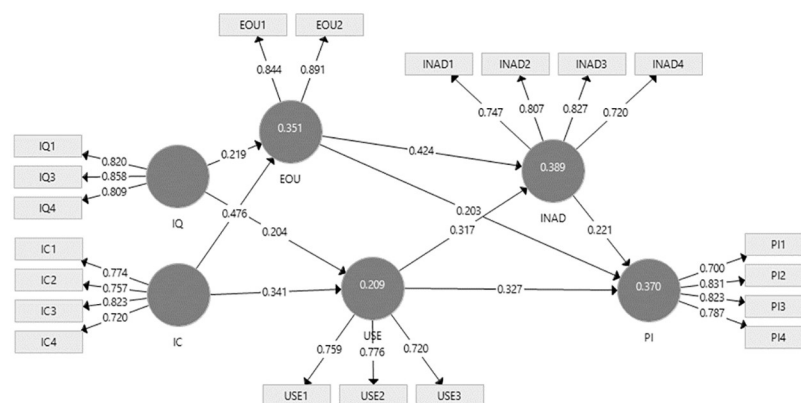 EOU1 EOU2
0.844 0.891
INAD1 INAD2 INAD3 INAD4
0.747 0.807 0.827 0.720
0.351
EOU
IQ1
IQ3
IQ4
0.820
0.858
0.809
IQ
0.219
0.424
0.389
INAD
0.476
0.204
0.203
0.317
0.221
IC1
IC2
IC3
IC4
0.774
0.757
0.823
0.720
IC
0.341
0.209
USE
0.327
0.370
PI
0.700
0.831
0.823
0.787
PI1
PI2
PI3
PI4
0.759 0.776 0.720
USE1 USE2 USE3